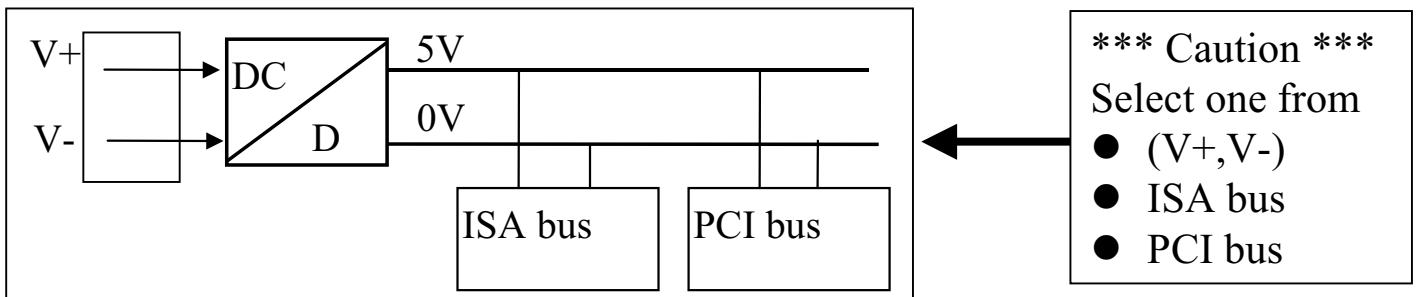 V+
V-
DC
D
5V
0V
ISA bus
PCI bus
*** Caution ***
Select one from
● (V+,V-)
● ISA bus
● PCI bus